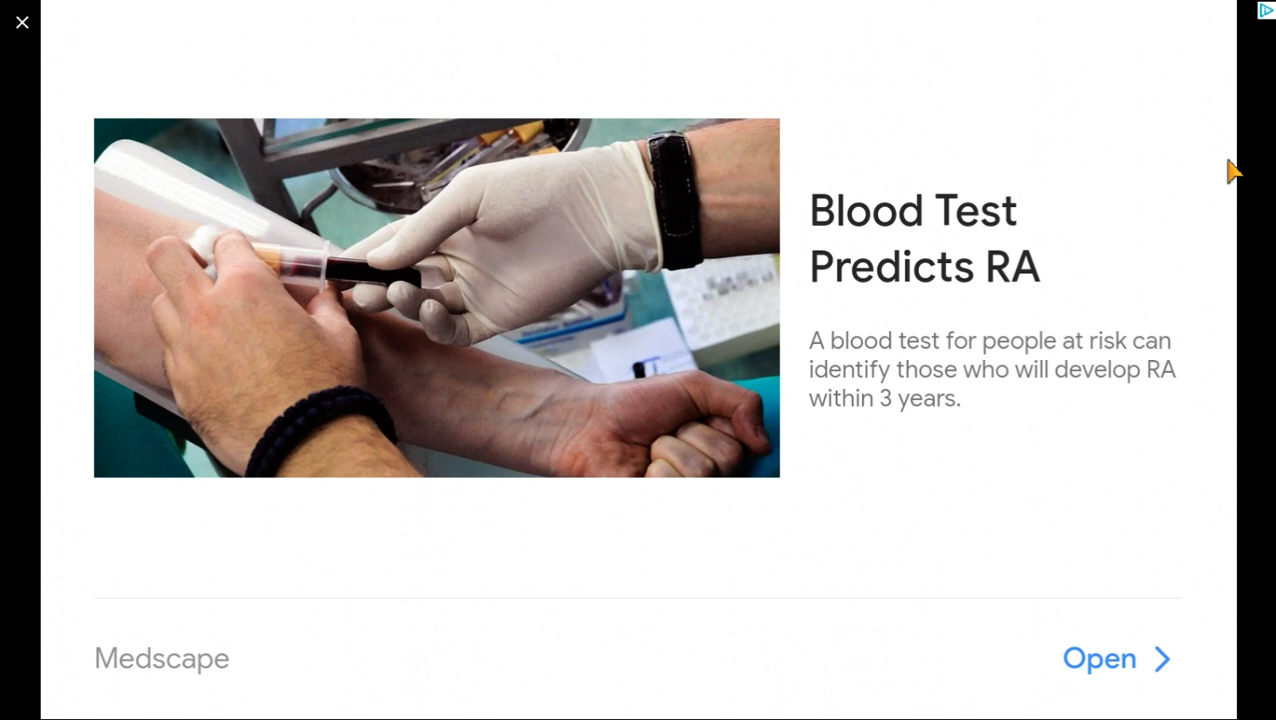 Blood Test
Predicts RA
A blood test for people at risk can
identify those who will develop RA
within 3 years.
Medscape
Open